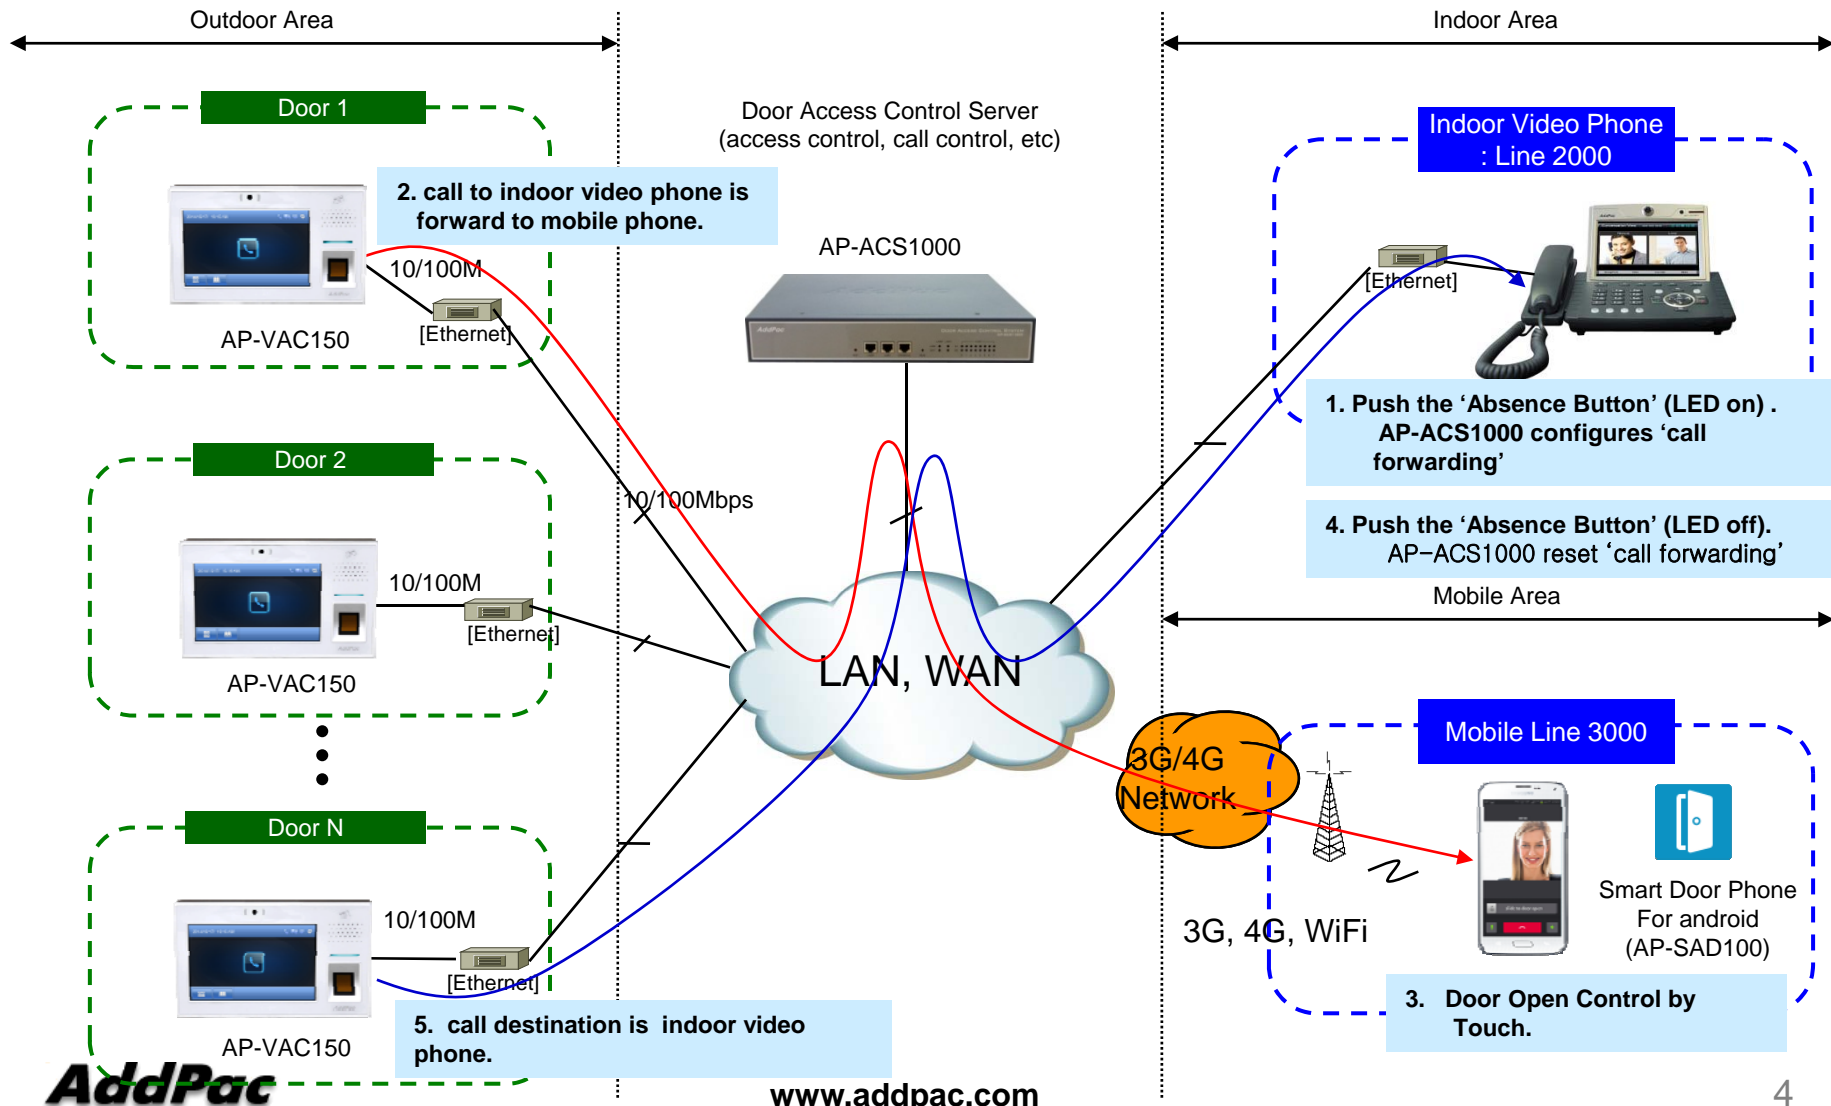 Outdoor Area
Indoor Area
Door 1
Door Access Control Server
(access control, call control, etc)
Indoor Video Phone
: Line 2000
2. call to indoor video phone is
forward to mobile phone.
10/100M
[Ethernet]
AP-VAC150
AP-ACS1000
AddPac
[Ethernet]
1. Push the ‘Absence Button’ (LED on) .
AP-ACS1000 configures ‘call
forwarding’
4. Push the ‘Absence Button’ (LED off).
AP-ACS1000 reset ‘call forwarding’
Door 2
10/100Mbps
10/100M
[Ethernet]
AP-VAC150
Mobile Area
LAN, WAN
3G/4G
Network
Mobile Line 3000
3G, 4G, WiFi
Smart Door Phone
For android
(AP-SAD100)
3. Door Open Control by
Touch.
Door N
10/100M
[Ethernet]
AP-VAC150
5. call destination is indoor video
phone.
AddPac
www.addpac.com
4